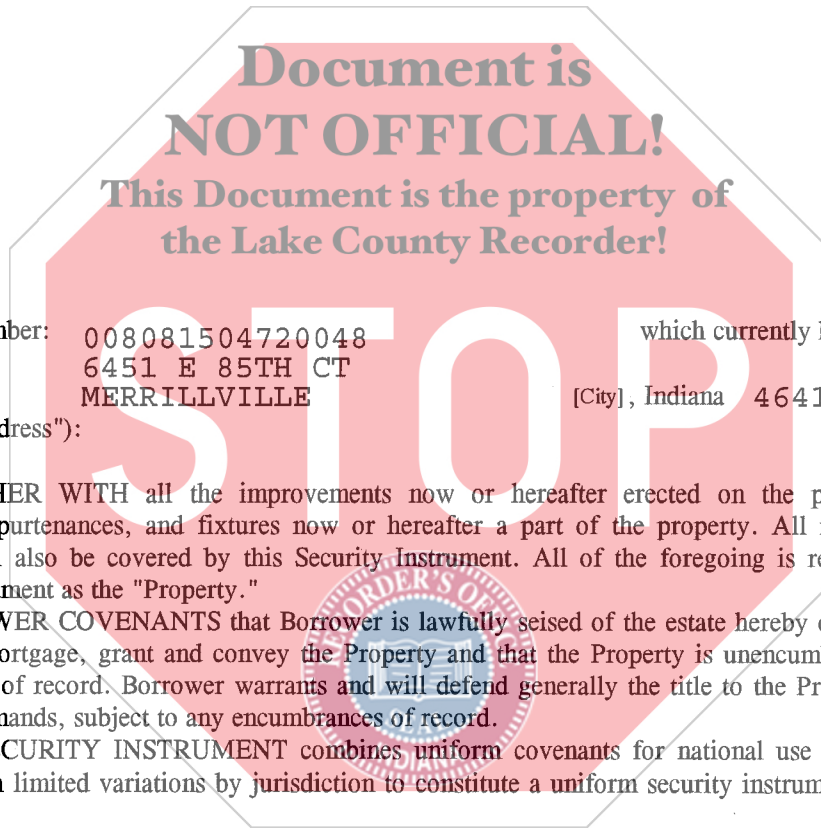 Document is
NOT OFFICIAL!
This Document is the property of
the Lake County Recorder!
STOP
ber: 008081504720048 which currently
6451 E 85TH CT
MERRILLVILLE [City], Indiana 4641
dress"):
ER WITH all the improvements now or hereafter erected on the p
purtenances, and fixtures now or hereafter a part of the property. All
also be covered by this Security Instrument. All of the foregoing is re
ment as the "Property."
WER COVENANTS that Borrower is lawfully seised of the estate hereby
ortgage, grant and convey the Property and that the Property is unencum
of record. Borrower warrants and will defend generally the title to the Pr
ands, subject to any encumbrances of record.
CURITY INSTRUMENT combines uniform covenants for national use
limited variations by jurisdiction to constitute a uniform security instrum
RECORDER'S OF
INDIANA